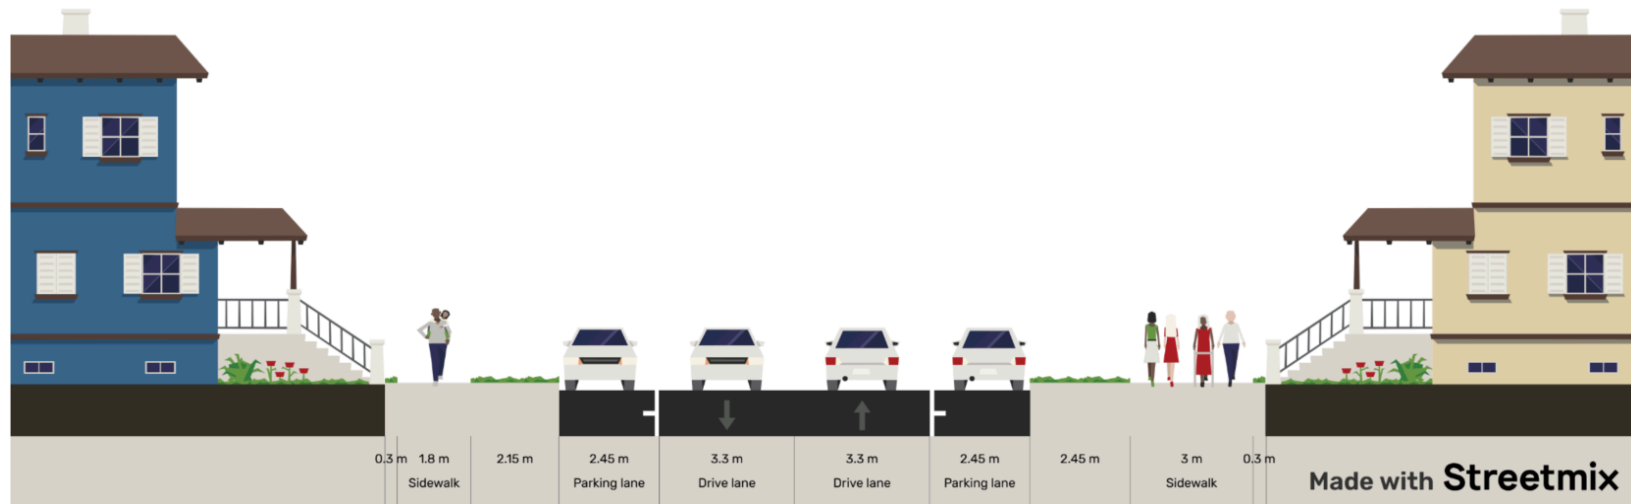 0.3 m 1.8 m 2.15 m 2.45 m 3.3 m 3.3 m 2.45 m 2.45 m 3 m 0.3 m
Sidewalk Parking lane Drive lane Drive lane Parking lane Sidewalk
Made with Streetmix